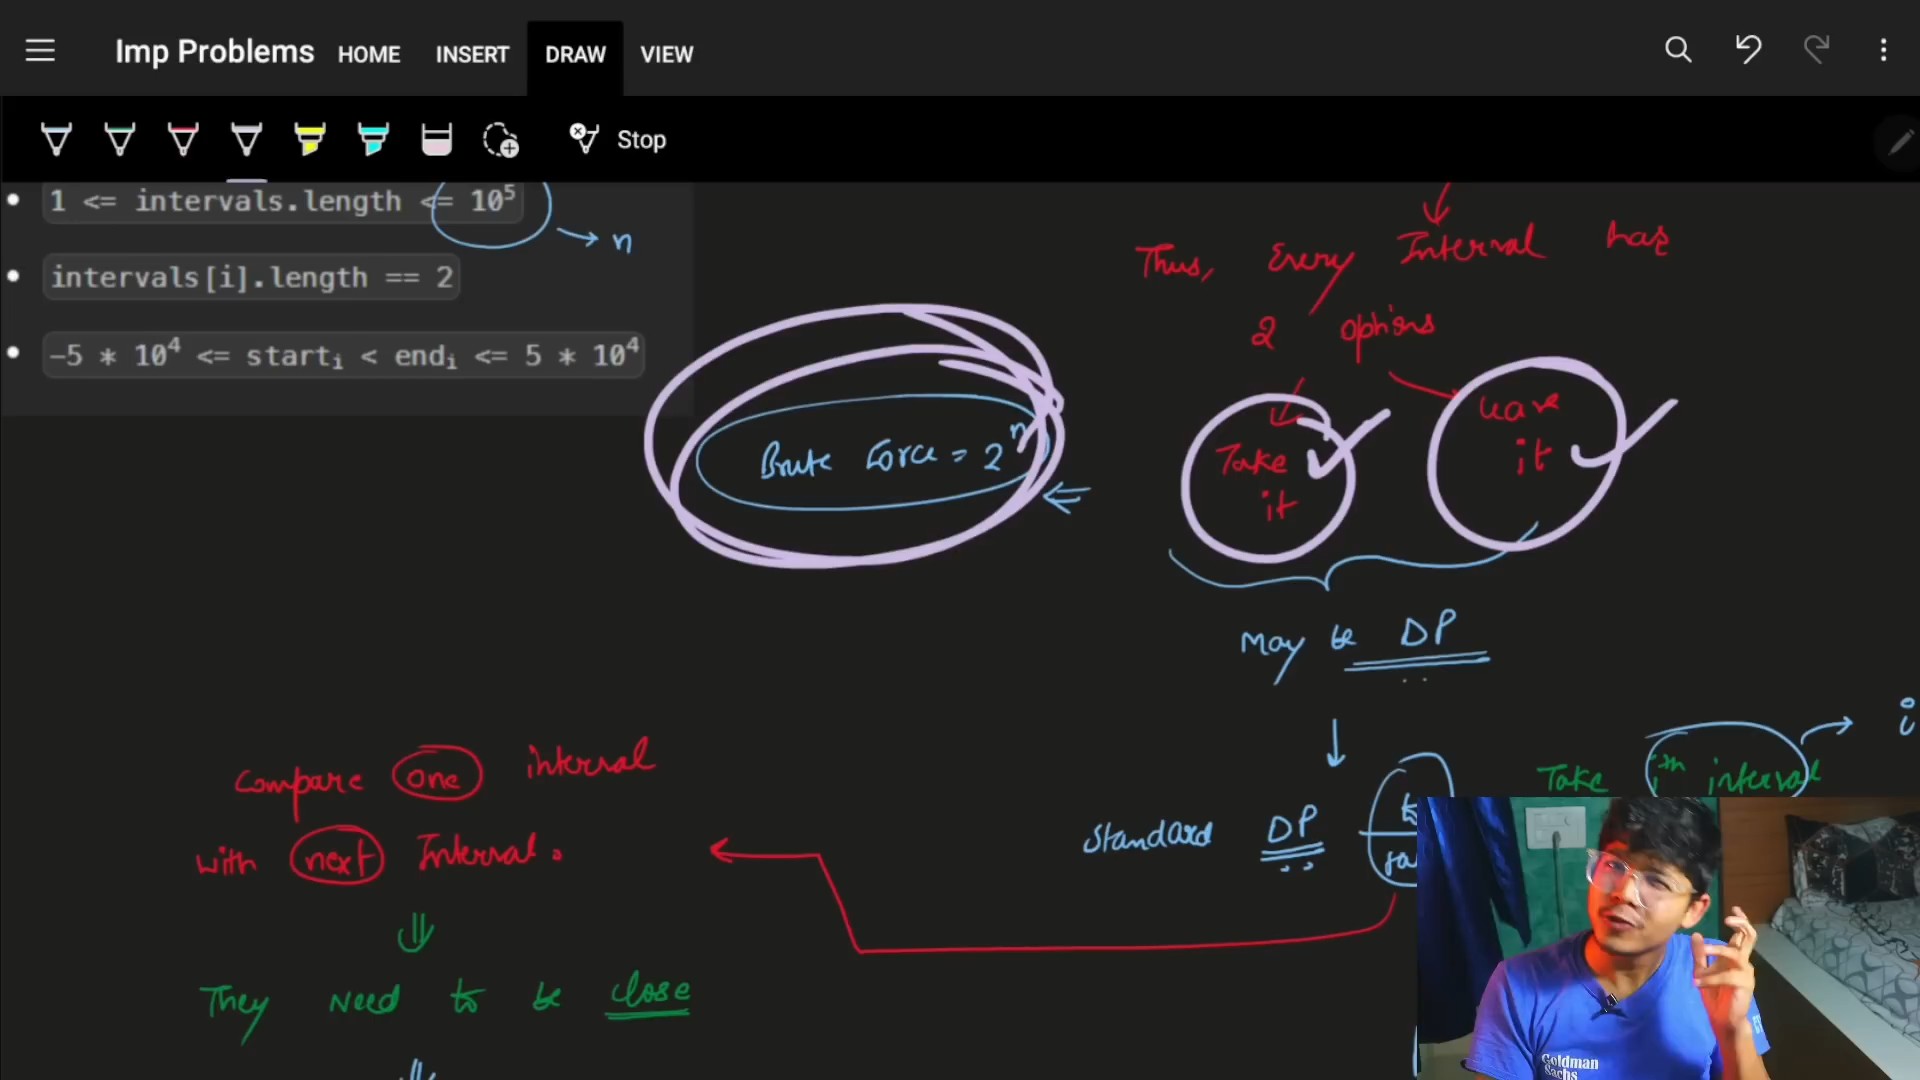 Imp Problems HOME INSERT DRAW VIEW
Stop
1 <= intervals.length <= 10⁵
n
intervals[i].length == 2
-5 * 10⁴ <= startᵢ < endᵢ <= 5 * 10⁴
Thus, Every Interval has
2 options
Take
it
Leave
it
Brute Force = 2ⁿ
May be DP
Standard DP
Take iᵗʰ interval
i
Compare one interval
with next Interval.
They need to be close
Goldman
Sachs